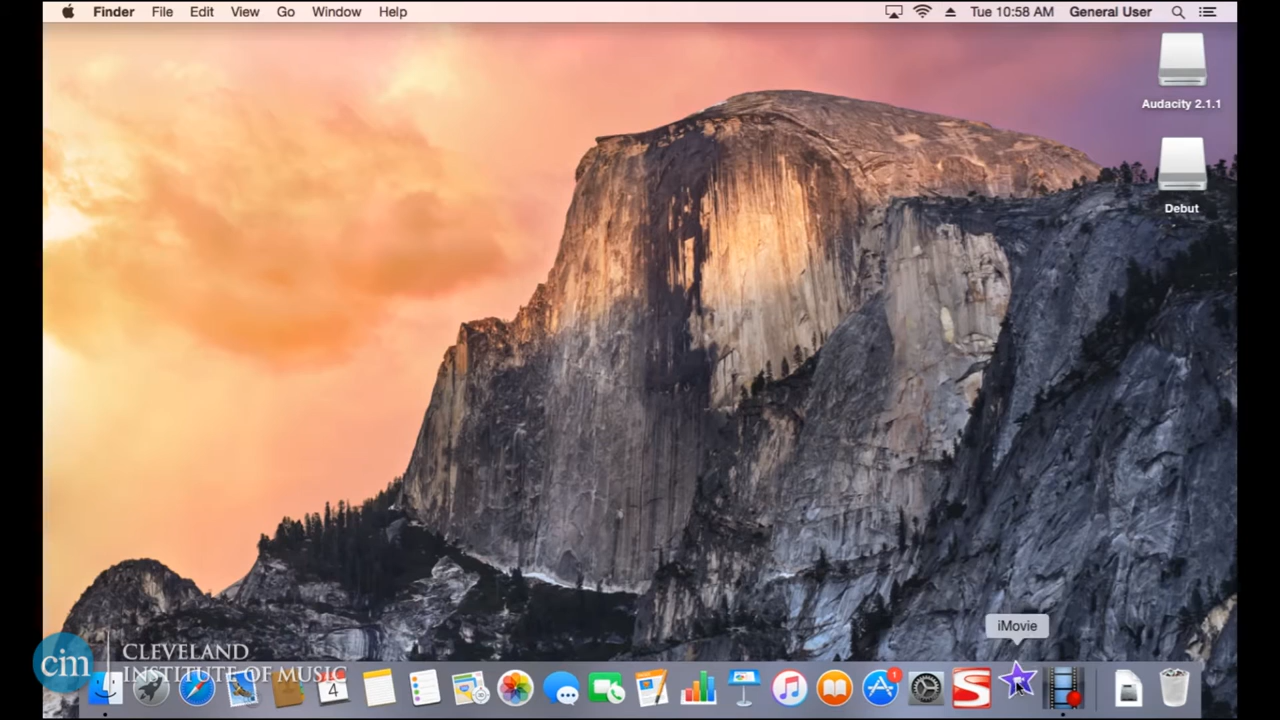 Finder File Edit View Go Window Help
Tue 10:58 AM General User
Audacity 2.1.1
Debut
iMovie
cim
CLEVELAND
INSTITUTE OF MUSIC
4
1